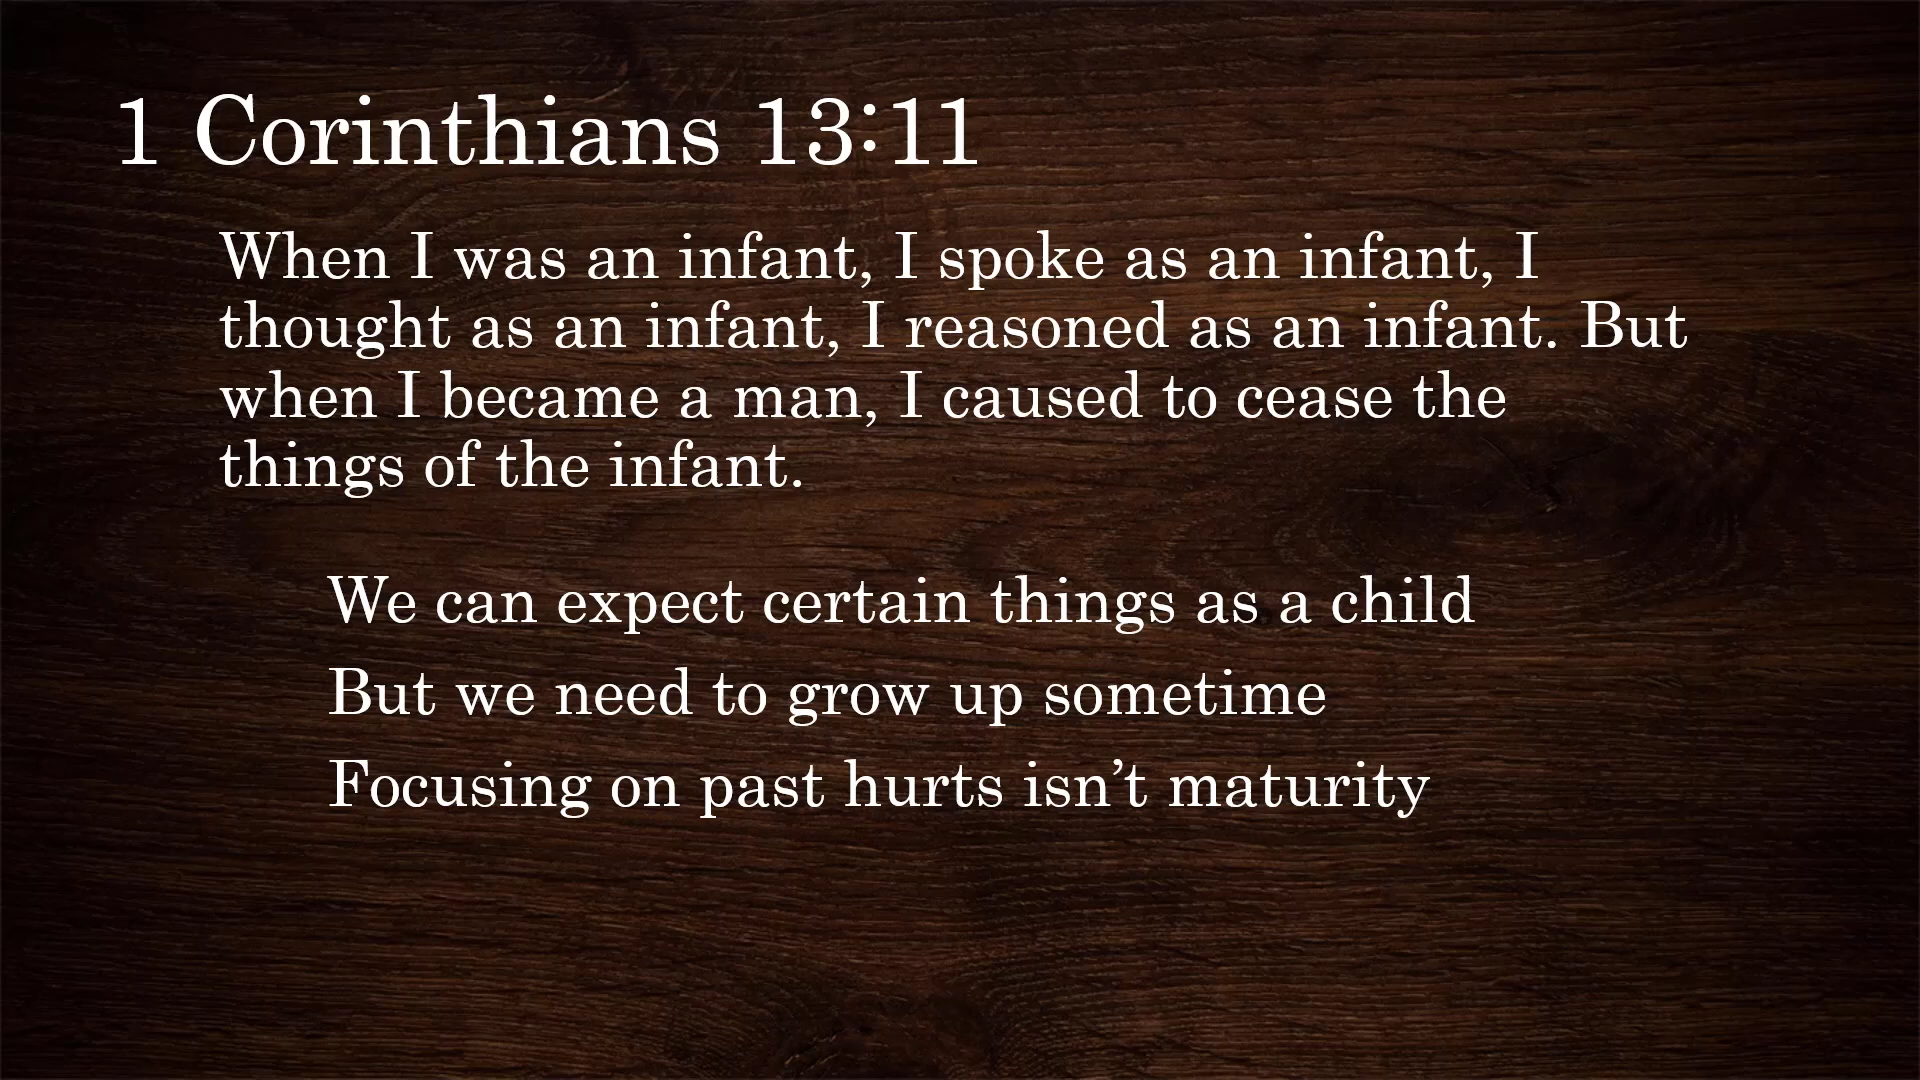 1 Corinthians 13:11
When I was an infant, I spoke as an infant, I
thought as an infant, I reasoned as an infant. But
when I became a man, I caused to cease the
things of the infant.
We can expect certain things as a child
But we need to grow up sometime
Focusing on past hurts isn’t maturity